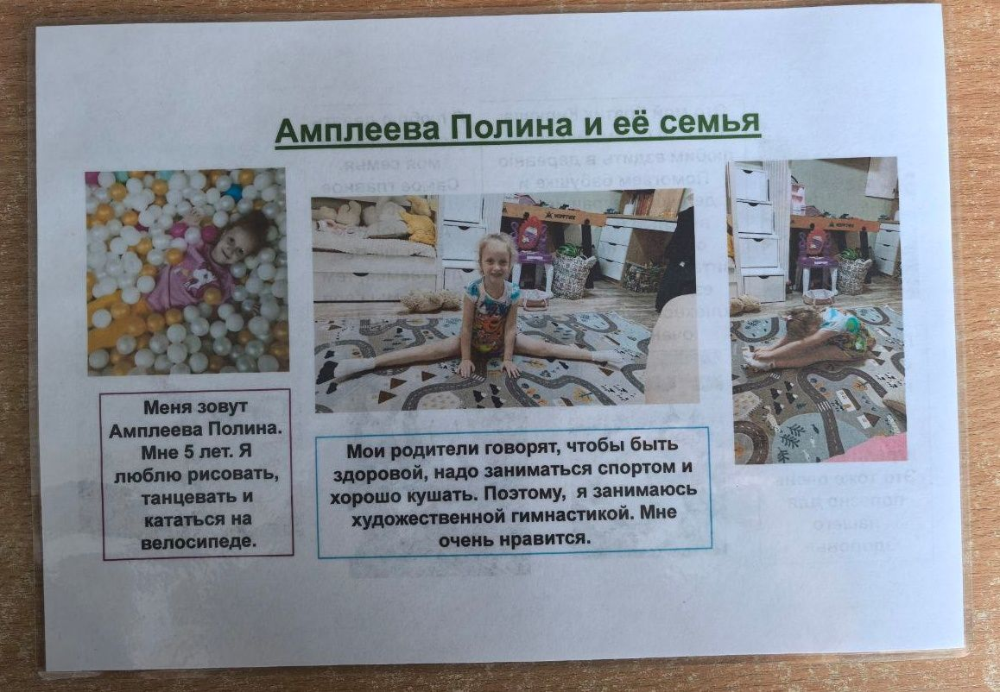 Амплеева Полина и её семья
Меня зовут
Амплеева Полина.
Мне 5 лет. Я
люблю рисовать,
танцевать и
кататься на
велосипеде.
Мои родители говорят, чтобы быть
здоровой, надо заниматься спортом и
хорошо кушать. Поэтому, я занимаюсь
художественной гимнастикой. Мне
очень нравится.